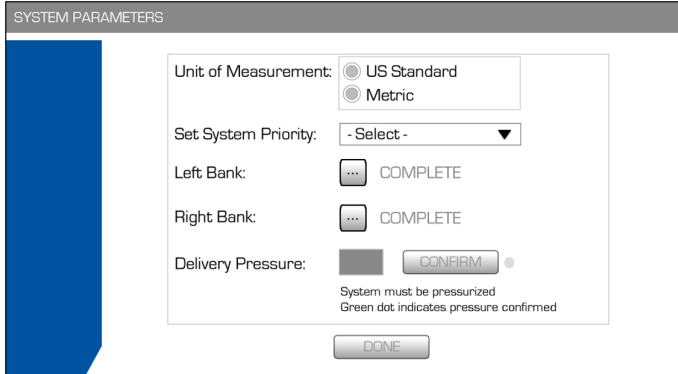 SYSTEM PARAMETERS
Unit of Measurement: US Standard
Metric
Set System Priority: - Select -
Left Bank: ... COMPLETE
Right Bank: ... COMPLETE
Delivery Pressure: CONFIRM
System must be pressurized
Green dot indicates pressure confirmed
DONE